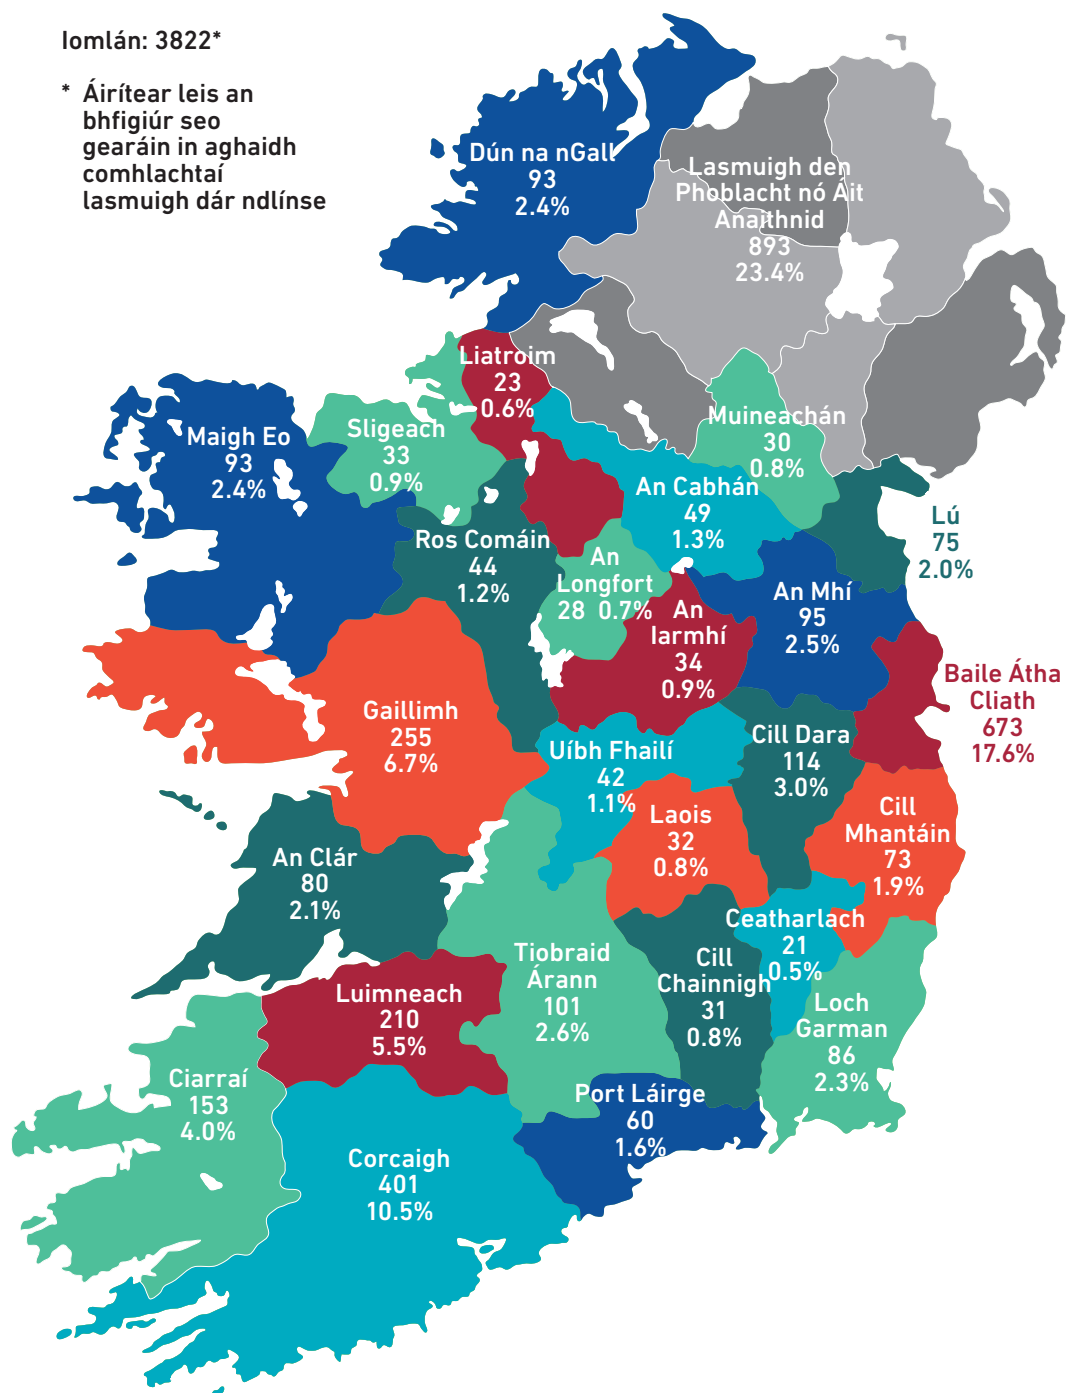 Iomlán: 3822*
* Áirítear leis an
bhfigiúr seo
gearáin in aghaidh
comhlachtaí
lasmuigh dár ndlínse
Dún na nGall
93
2.4%
Lasmuigh den
Phoblacht nó Áit
Anaithnid
893
23.4%
Liatroim
23
0.6%
Muineachán
30
0.8%
Maigh Eo
93
2.4%
Sligeach
33
0.9%
An Cabhán
49
1.3%
Lú
75
2.0%
Ros Comáin
44
1.2%
An
Longfort
28 0.7%
An
Iarmhí
34
0.9%
An Mhí
95
2.5%
Baile Átha
Cliath
673
17.6%
Gaillimh
255
6.7%
Uíbh Fhailí
42
1.1%
Cill Dara
114
3.0%
Laois
32
0.8%
Cill
Mhantáin
73
1.9%
An Clár
80
2.1%
Ceatharlach
21
0.5%
Tiobraid
Árann
101
2.6%
Cill
Chainnigh
31
0.8%
Luimneach
210
5.5%
Loch
Garman
86
2.3%
Ciarraí
153
4.0%
Port Láirge
60
1.6%
Corcaigh
401
10.5%